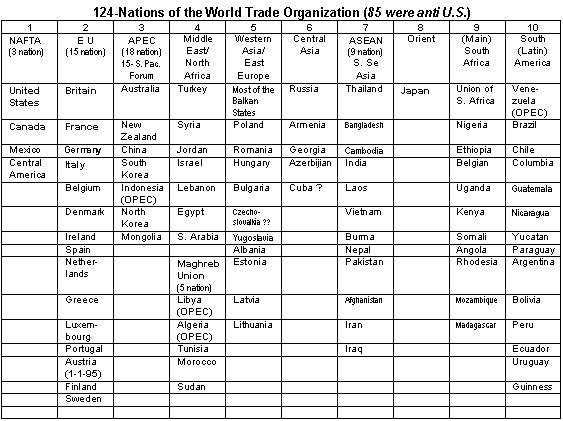 124-Nations of the World Trade Organization (85 were anti U.S.)
1 2 3 4 5 6 7 8 9 10
NAFTA (3 nation) | E U (15 nation) | APEC (18 nation) 15- S. Pac. Forum | Middle East/ North Africa | Western Asia/ East Europe | Central Asia | ASEAN (9 nation) S. Se Asia | Orient | (Main) South Africa | South (Latin) America
United States | Britain | Australia | Turkey | Most of the Balkan States | Russia | Thailand | Japan | Union of S. Africa | Vene- zuela (OPEC)
Canada | France | New Zealand | Syria | Poland | Armenia | Bangladesh | Nigeria | Brazil
Mexico | Germany | China | Jordan | Romania | Georgia | Cambodia | Ethiopia | Chile
Central America | Italy | South Korea | Israel | Hungary | Azerbijian | India | Belgian | Columbia
Belgium | Indonesia (OPEC) | Lebanon | Bulgaria | Cuba ? | Laos | Uganda | Guatemala
Denmark | North Korea | Egypt | Czecho- slovalkia ?? | Vietnam | Kenya | Nicaragua
Ireland | Mongolia | S. Arabia | Yugoslavia | Burma | Somali | Yucatan
Spain | Albania | Nepal | Angola | Paraguay
Nether- lands | Maghreb Union (5 nation) | Estonia | Pakistan | Rhodesia | Argentina
Greece | Libya (OPEC) | Latvia | Afghanistan | Mozambique | Bolivia
Luxem- bourg | Algeria (OPEC) | Lithuania | Iran | Madagascar | Peru
Portugal | Tunisia | Iraq | Ecuador
Austria (1-1-95) | Morocco | Uruguay
Finland | Sudan | Guinness
Sweden